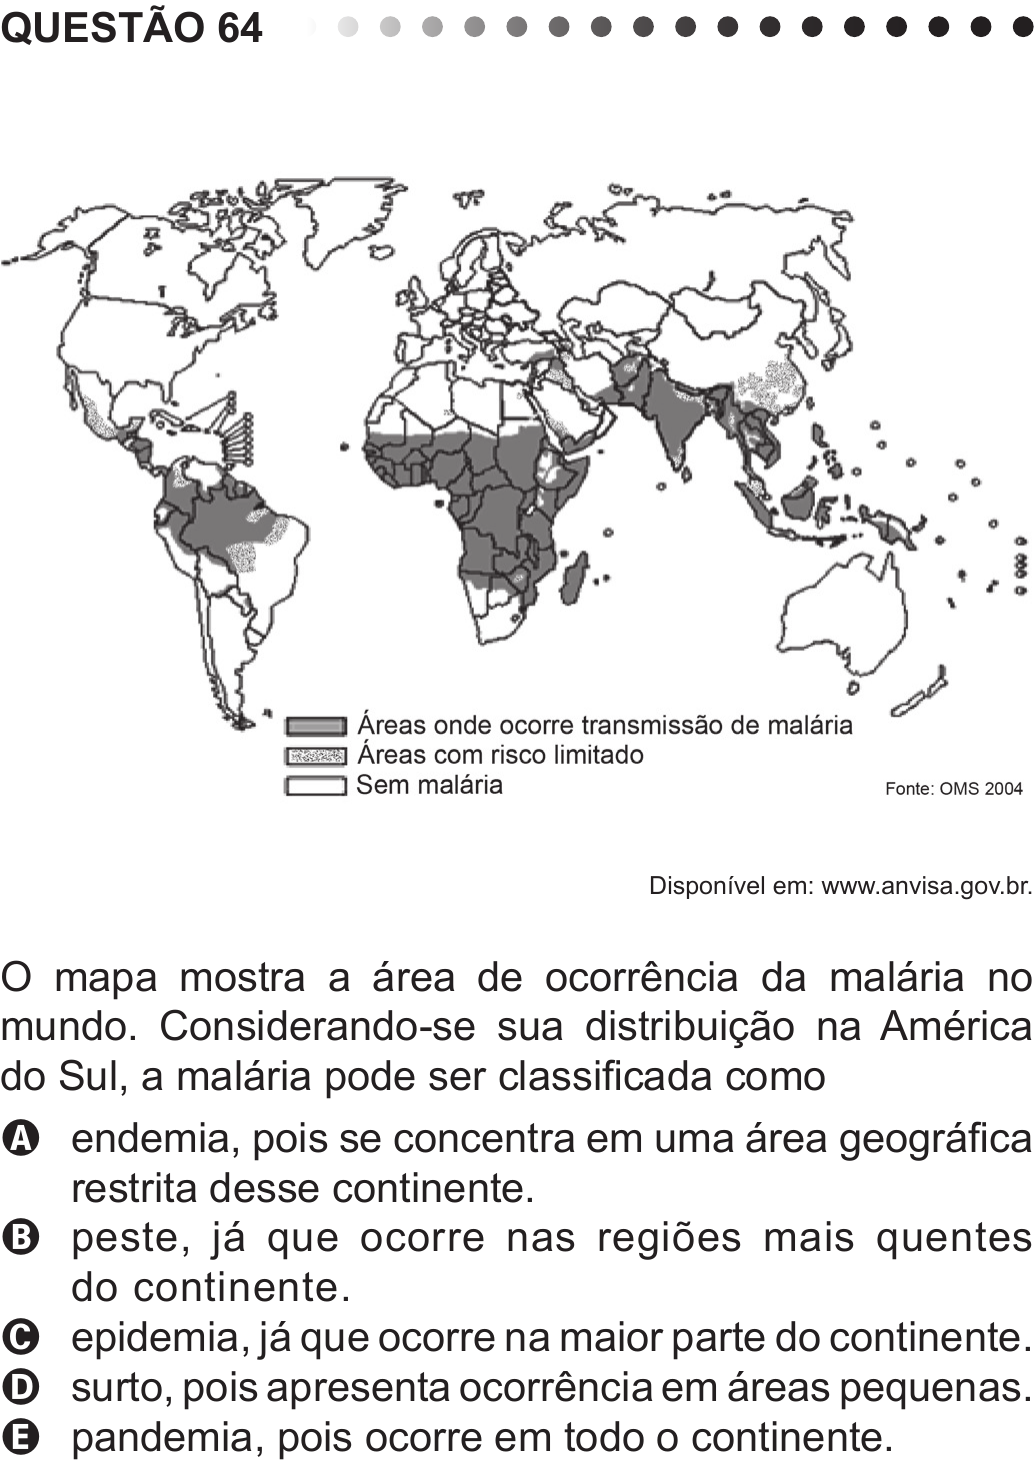 QUESTÃO 64
Áreas onde ocorre transmissão de malária
Áreas com risco limitado
Sem malária
Fonte: OMS 2004
Disponível em: www.anvisa.gov.br.
O mapa mostra a área de ocorrência da malária no
mundo. Considerando-se sua distribuição na América
do Sul, a malária pode ser classificada como
A endemia, pois se concentra em uma área geográfica
restrita desse continente.
B peste, já que ocorre nas regiões mais quentes
do continente.
C epidemia, já que ocorre na maior parte do continente.
D surto, pois apresenta ocorrência em áreas pequenas.
E pandemia, pois ocorre em todo o continente.